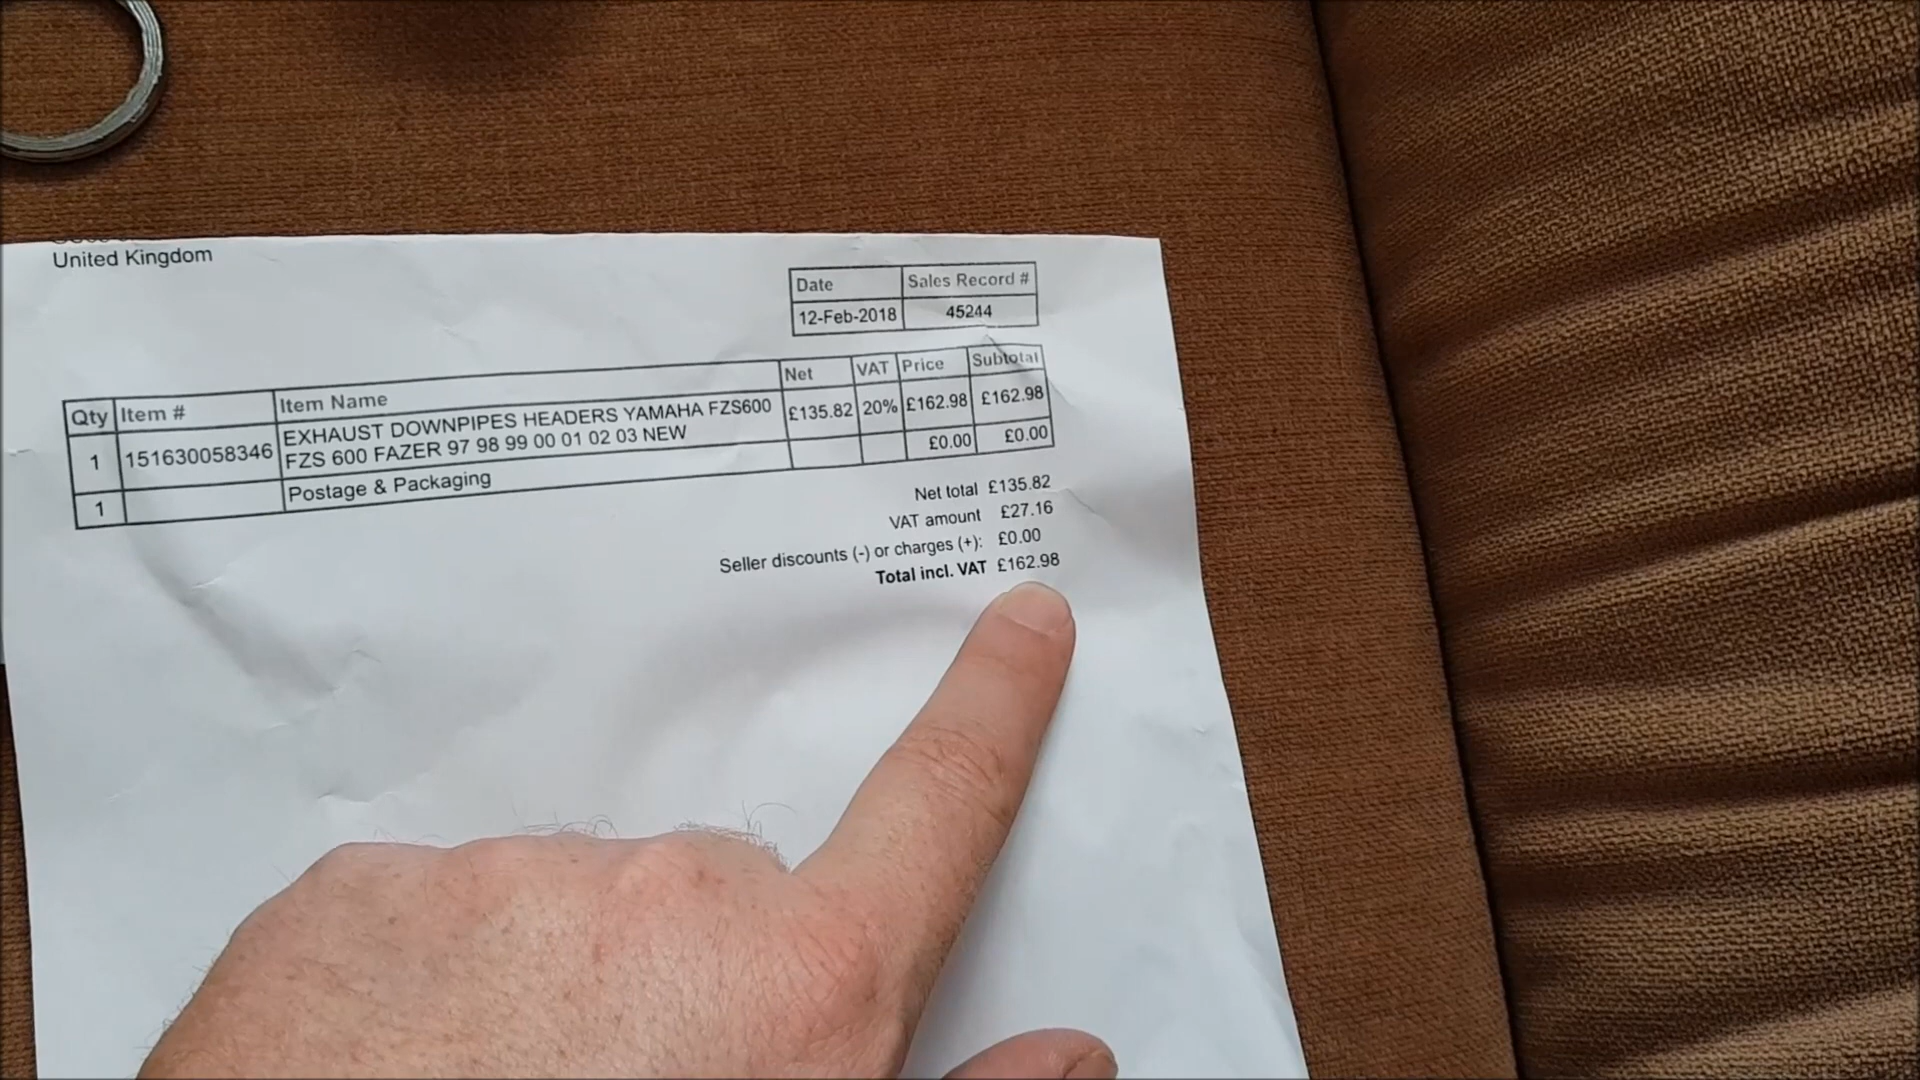 United Kingdom
Date Sales Record #
12-Feb-2018 45244
Qty Item # Item Name Net VAT Price Subtotal
1 151630058346 EXHAUST DOWNPIPES HEADERS YAMAHA FZS600 £135.82 20% £162.98 £162.98
FZS 600 FAZER 97 98 99 00 01 02 03 NEW
1 Postage & Packaging £0.00 £0.00
Net total £135.82
VAT amount £27.16
Seller discounts (-) or charges (+): £0.00
Total incl. VAT £162.98